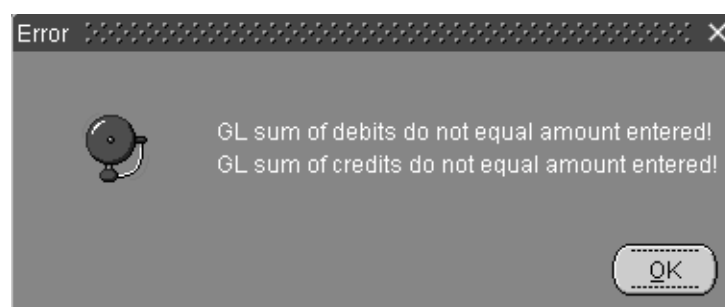 Error
GL sum of debits do not equal amount entered!
GL sum of credits do not equal amount entered!
OK